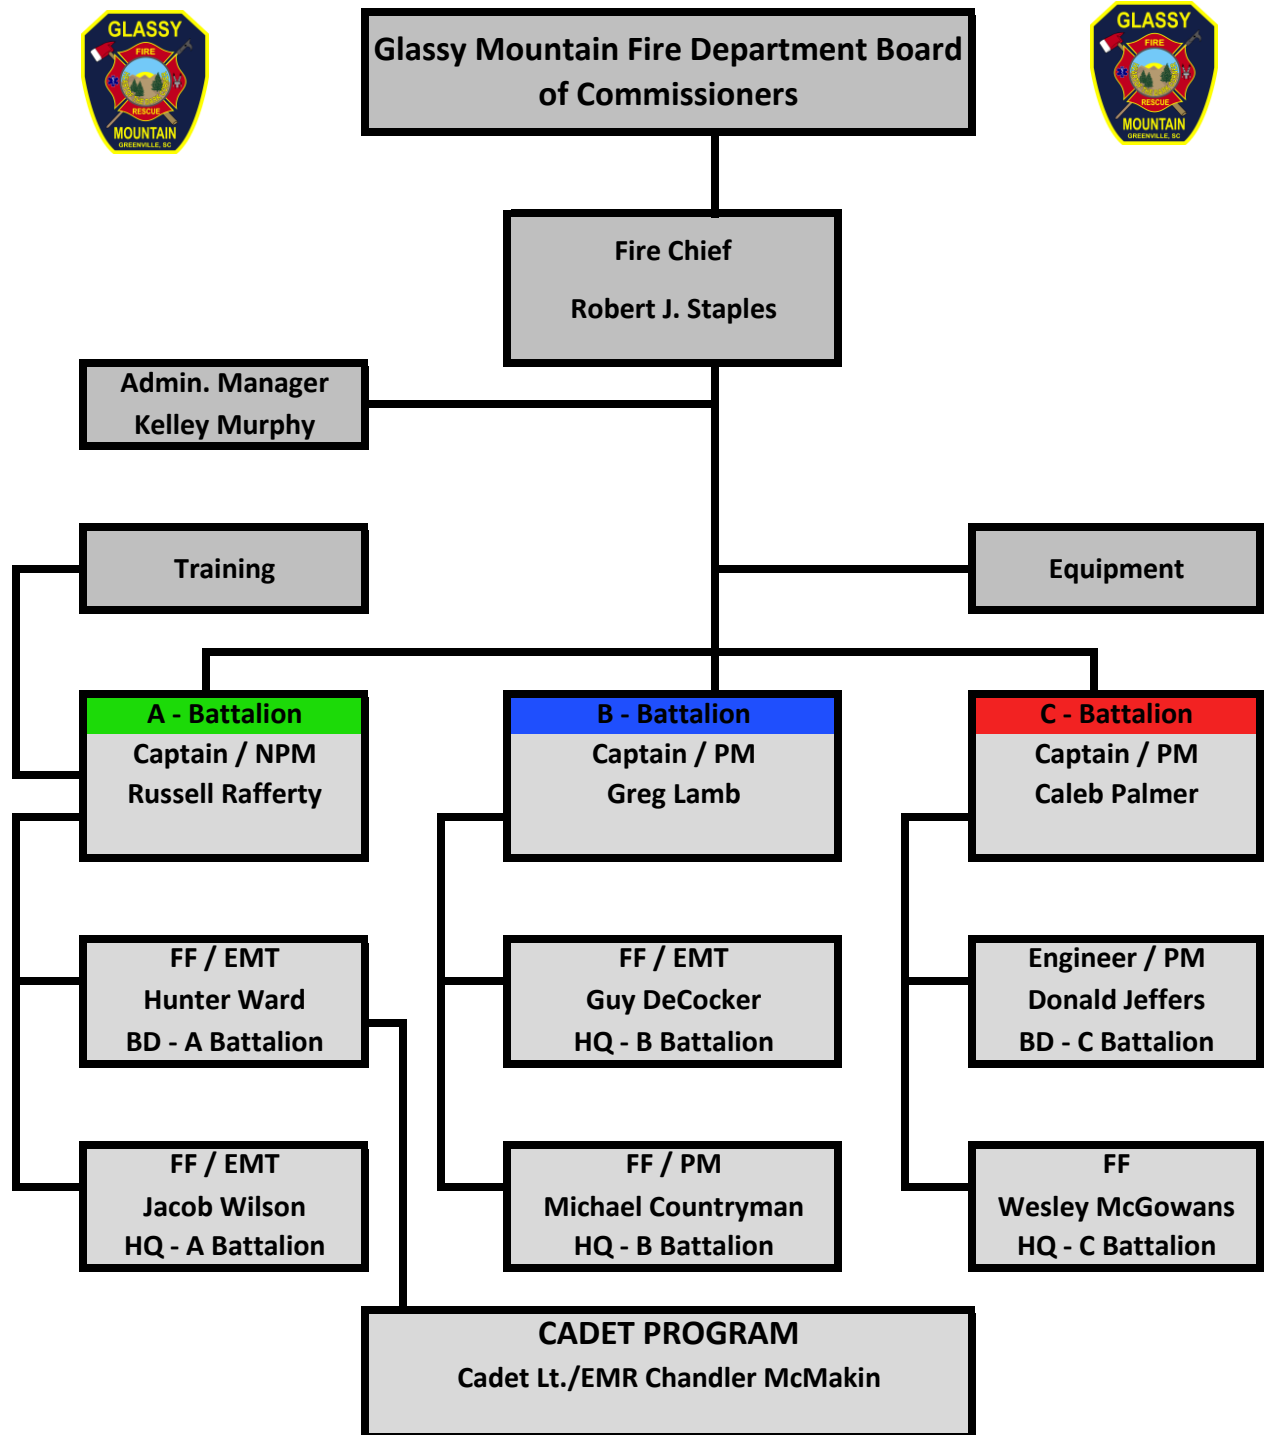 GLASSY
FIRE
RESCUE
MOUNTAIN
GREENVILLE, SC
Glassy Mountain Fire Department Board
of Commissioners
GLASSY
FIRE
RESCUE
MOUNTAIN
GREENVILLE, SC
Fire Chief
Robert J. Staples
Admin. Manager
Kelley Murphy
Training
Equipment
A - Battalion
Captain / NPM
Russell Rafferty
B - Battalion
Captain / PM
Greg Lamb
C - Battalion
Captain / PM
Caleb Palmer
FF / EMT
Hunter Ward
BD - A Battalion
FF / EMT
Guy DeCocker
HQ - B Battalion
Engineer / PM
Donald Jeffers
BD - C Battalion
FF / EMT
Jacob Wilson
HQ - A Battalion
FF / PM
Michael Countryman
HQ - B Battalion
FF
Wesley McGowans
HQ - C Battalion
CADET PROGRAM
Cadet Lt./EMR Chandler McMakin